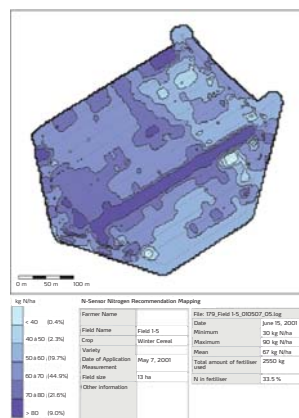 0 m 50 m 100 m
kg N/ha
< 40 (0.4%)
40 to 50 (2.3%)
50 to 60 (19.7%)
60 to 70 (44.9%)
70 to 80 (21.6%)
> 80 (9.0%)
N-Sensor Nitrogen Recommendation Mapping
Farmer Name
Field Name Field 1-5
Crop Winter Cereal
Variety
Date of Application Measurement May 7, 2001
Field size 13 ha
Other information
File: 179_Field 1-5_010507_05.log
Date June 15, 2001
Minimum 30 kg N/ha
Maximum 90 kg N/ha
Mean 67 kg N/ha
Total amount of fertiliser used 2550 kg
N in fertiliser 33.5 %